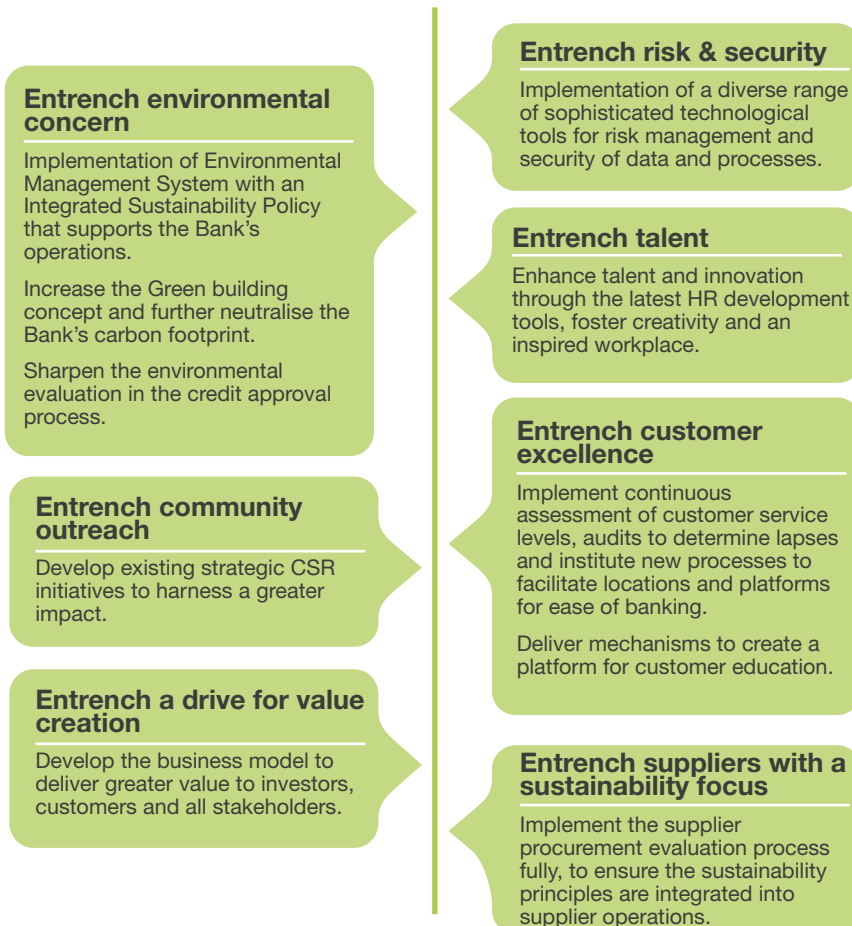 Entrench environmental
concern
Implementation of Environmental
Management System with an
Integrated Sustainability Policy
that supports the Bank's
operations.
Increase the Green building
concept and further neutralise the
Bank's carbon footprint.
Sharpen the environmental
evaluation in the credit approval
process.
Entrench community
outreach
Develop existing strategic CSR
initiatives to harness a greater
impact.
Entrench a drive for value
creation
Develop the business model to
deliver greater value to investors,
customers and all stakeholders.
Entrench risk & security
Implementation of a diverse range
of sophisticated technological
tools for risk management and
security of data and processes.
Entrench talent
Enhance talent and innovation
through the latest HR development
tools, foster creativity and an
inspired workplace.
Entrench customer
excellence
Implement continuous
assessment of customer service
levels, audits to determine lapses
and institute new processes to
facilitate locations and platforms
for ease of banking.
Deliver mechanisms to create a
platform for customer education.
Entrench suppliers with a
sustainability focus
Implement the supplier
procurement evaluation process
fully, to ensure the sustainability
principles are integrated into
supplier operations.